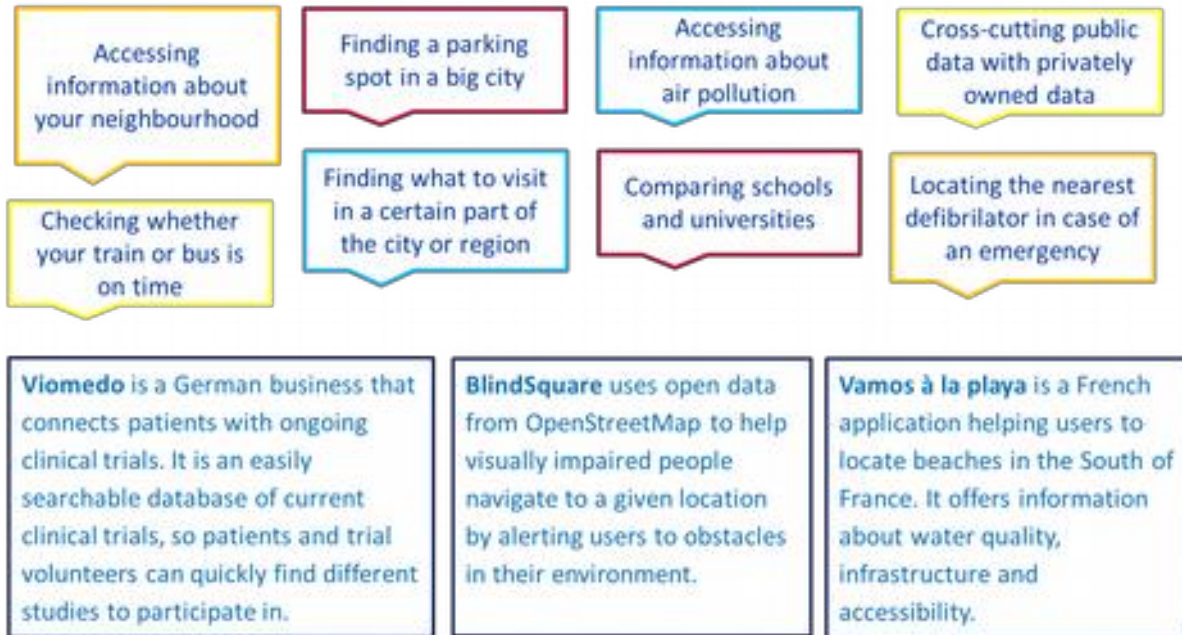 Accessing
information about
your neighbourhood
Finding a parking
spot in a big city
Accessing
information about
air pollution
Cross-cutting public
data with privately
owned data
Checking whether
your train or bus is
on time
Finding what to visit
in a certain part of
the city or region
Comparing schools
and universities
Locating the nearest
defibrilator in case of
an emergency
Viomedo is a German business that
connects patients with ongoing
clinical trials. It is an easily
searchable database of current
clinical trials, so patients and trial
volunteers can quickly find different
studies to participate in.
BlindSquare uses open data
from OpenStreetMap to help
visually impaired people
navigate to a given location
by alerting users to obstacles
in their environment.
Vamos à la playa is a French
application helping users to
locate beaches in the South of
France. It offers information
about water quality,
infrastructure and
accessibility.